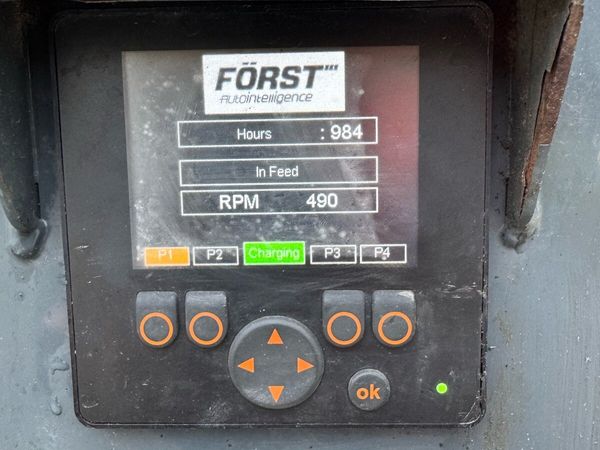 FÖRST
AutoIntelligence
Hours : 984
In Feed
RPM 490
P1 P2 Charging P3 P4
ok